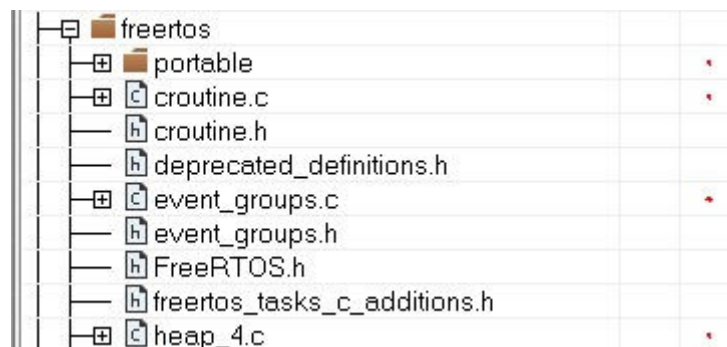 freertos
portable
croutine.c
croutine.h
deprecated_definitions.h
event_groups.c
event_groups.h
FreeRTOS.h
freertos_tasks_c_additions.h
heap_4.c